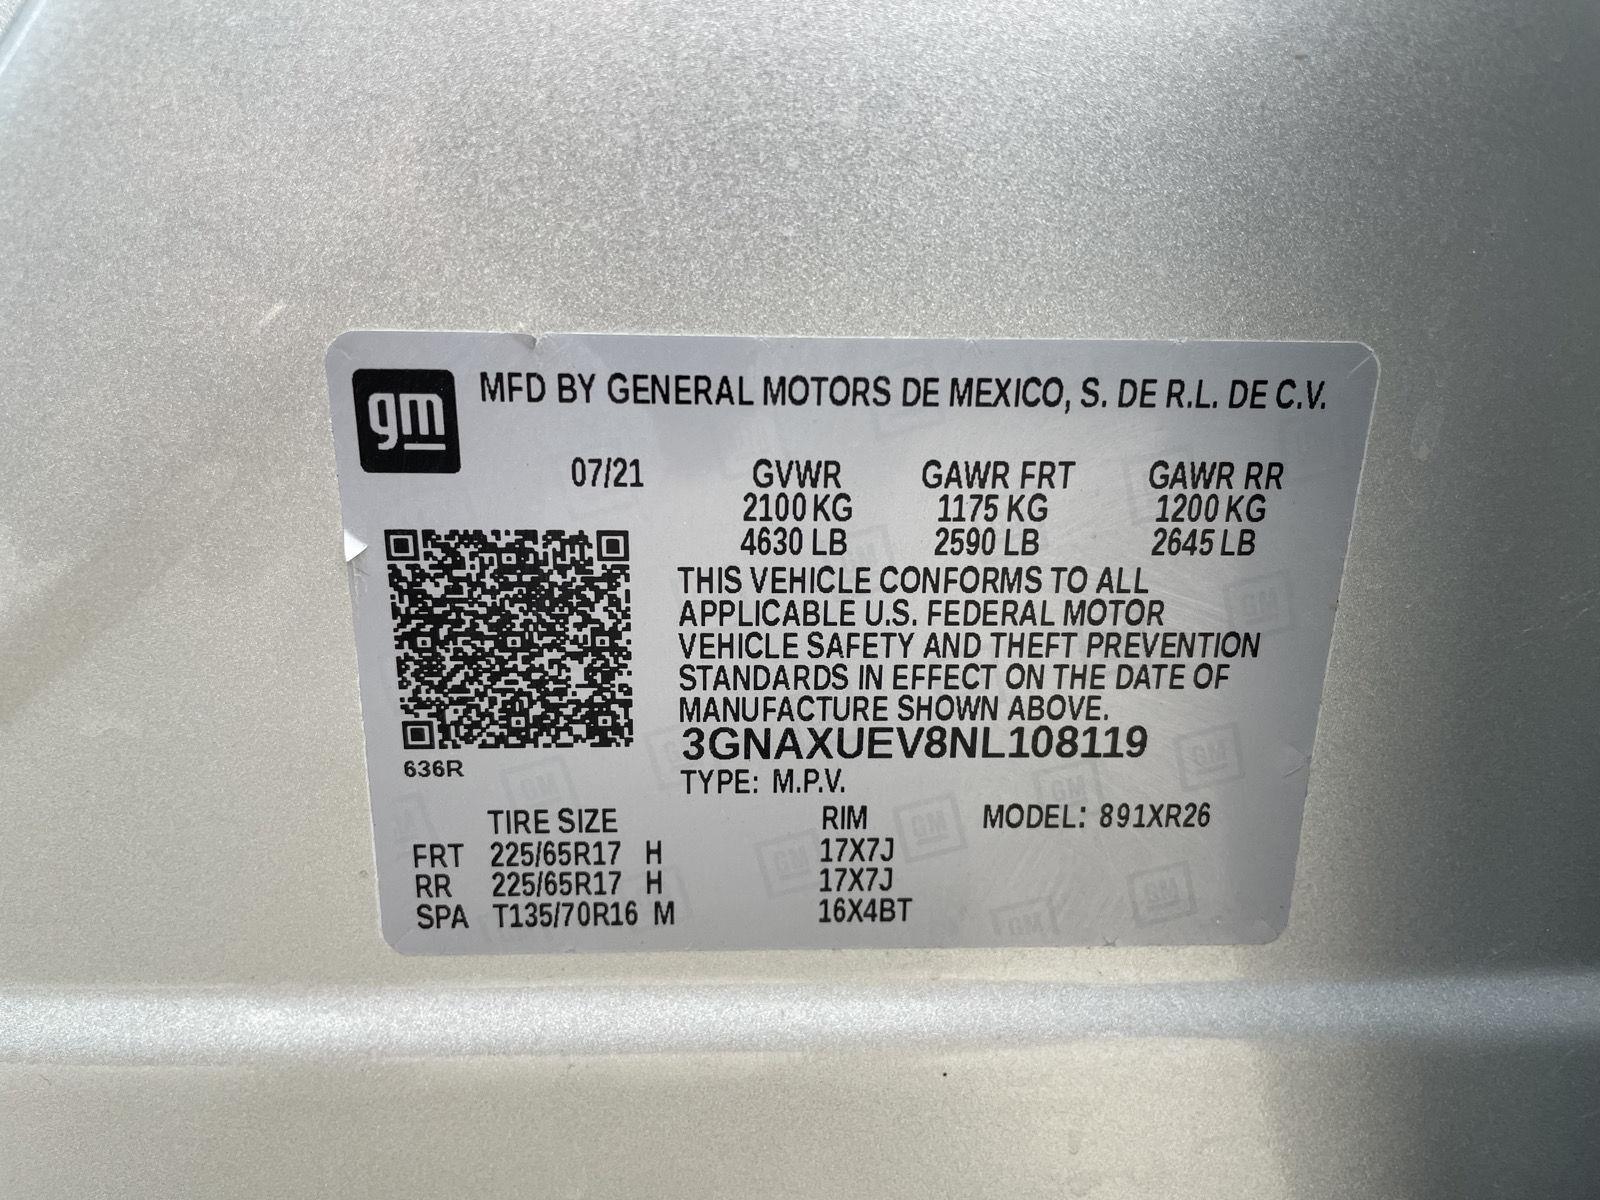 gm MFD BY GENERAL MOTORS DE MEXICO, S. DE R.L. DE C.V.
07/21 GVWR GAWR FRT GAWR RR
2100 KG 1175 KG 1200 KG
4630 LB 2590 LB 2645 LB
THIS VEHICLE CONFORMS TO ALL
APPLICABLE U.S. FEDERAL MOTOR
VEHICLE SAFETY AND THEFT PREVENTION
STANDARDS IN EFFECT ON THE DATE OF
MANUFACTURE SHOWN ABOVE.
3GNAXUEV8NL108119
636R
TYPE: M.P.V.
TIRE SIZE RIM MODEL: 891XR26
FRT 225/65R17 H 17X7J
RR 225/65R17 H 17X7J
SPA T135/70R16 M 16X4BT